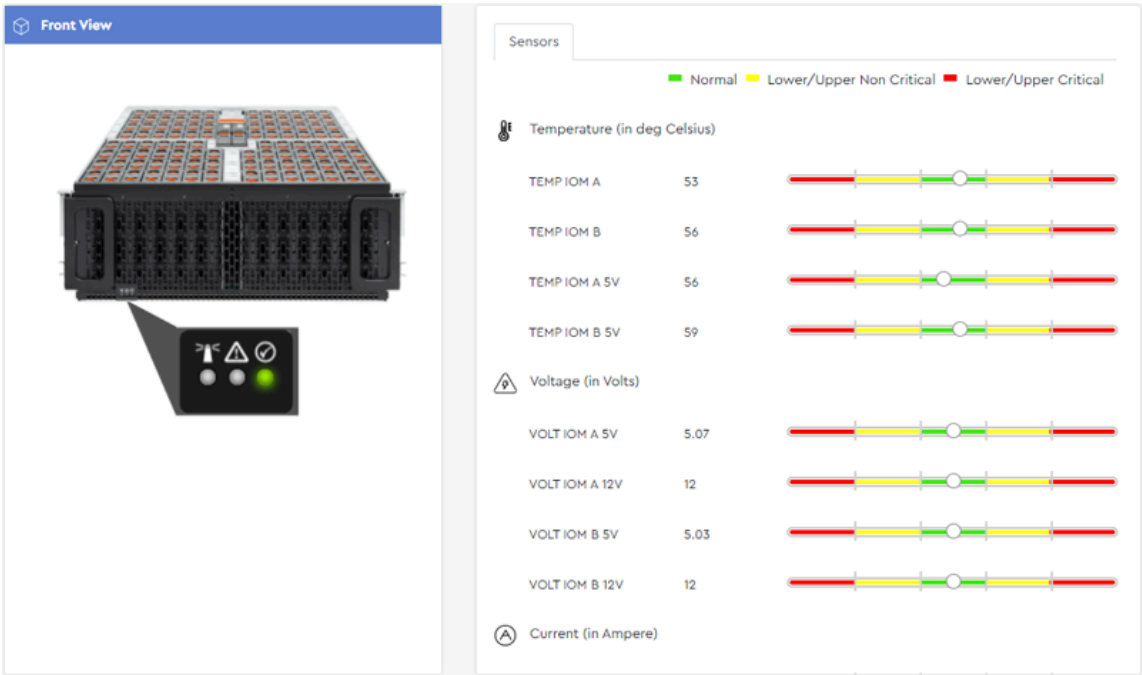 Front View
Sensors
Normal Lower/Upper Non Critical Lower/Upper Critical
Temperature (in deg Celsius)
TEMP IOM A 53
TEMP IOM B 56
TEMP IOM A 5V 56
TEMP IOM B 5V 59
Voltage (in Volts)
VOLT IOM A 5V 5.07
VOLT IOM A 12V 12
VOLT IOM B 5V 5.03
VOLT IOM B 12V 12
Current (in Ampere)